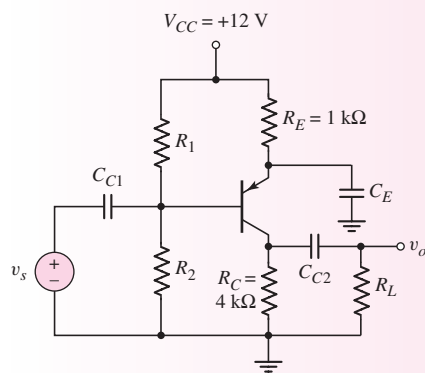 V_CC = +12 V
R_E = 1 kΩ
R_1
C_C1
C_E
v_s
+
−
R_2
R_C =
4 kΩ
C_C2
R_L
v_o